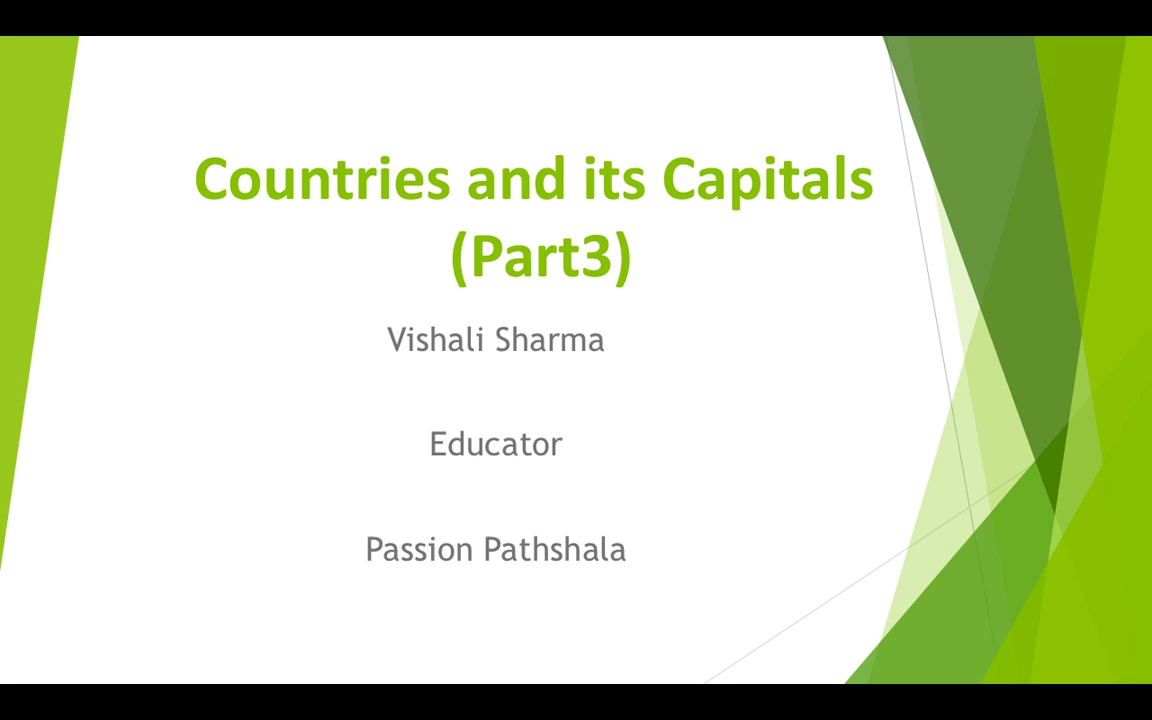 Countries and its Capitals
(Part3)
Vishali Sharma
Educator
Passion Pathshala